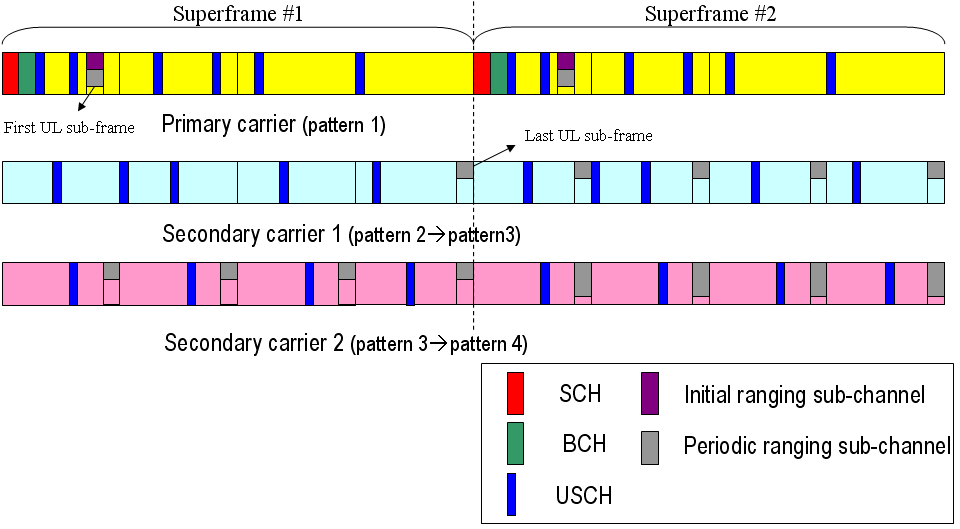 Superframe #1
Superframe #2
First UL sub-frame
Primary carrier (pattern 1)
Last UL sub-frame
Secondary carrier 1 (pattern 2→pattern3)
Secondary carrier 2 (pattern 3→pattern 4)
SCH
Initial ranging sub-channel
BCH
Periodic ranging sub-channel
USCH